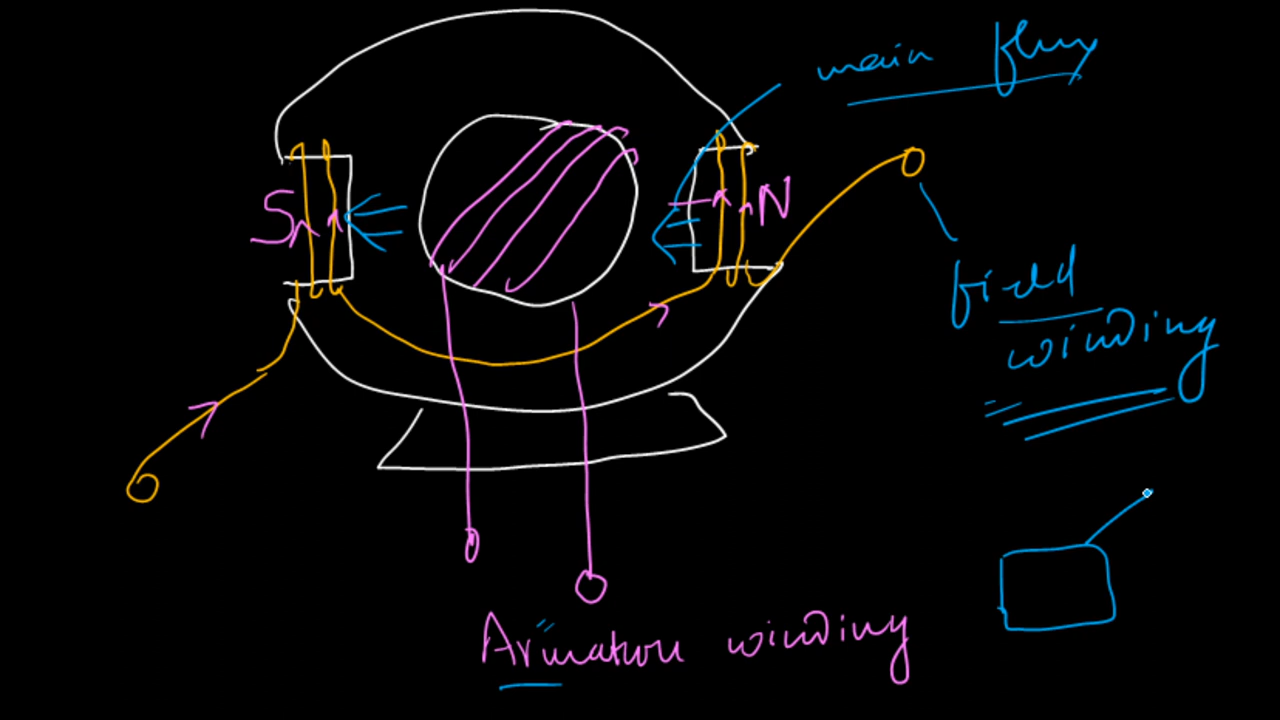 main flux
S
N
field
winding
Armature winding